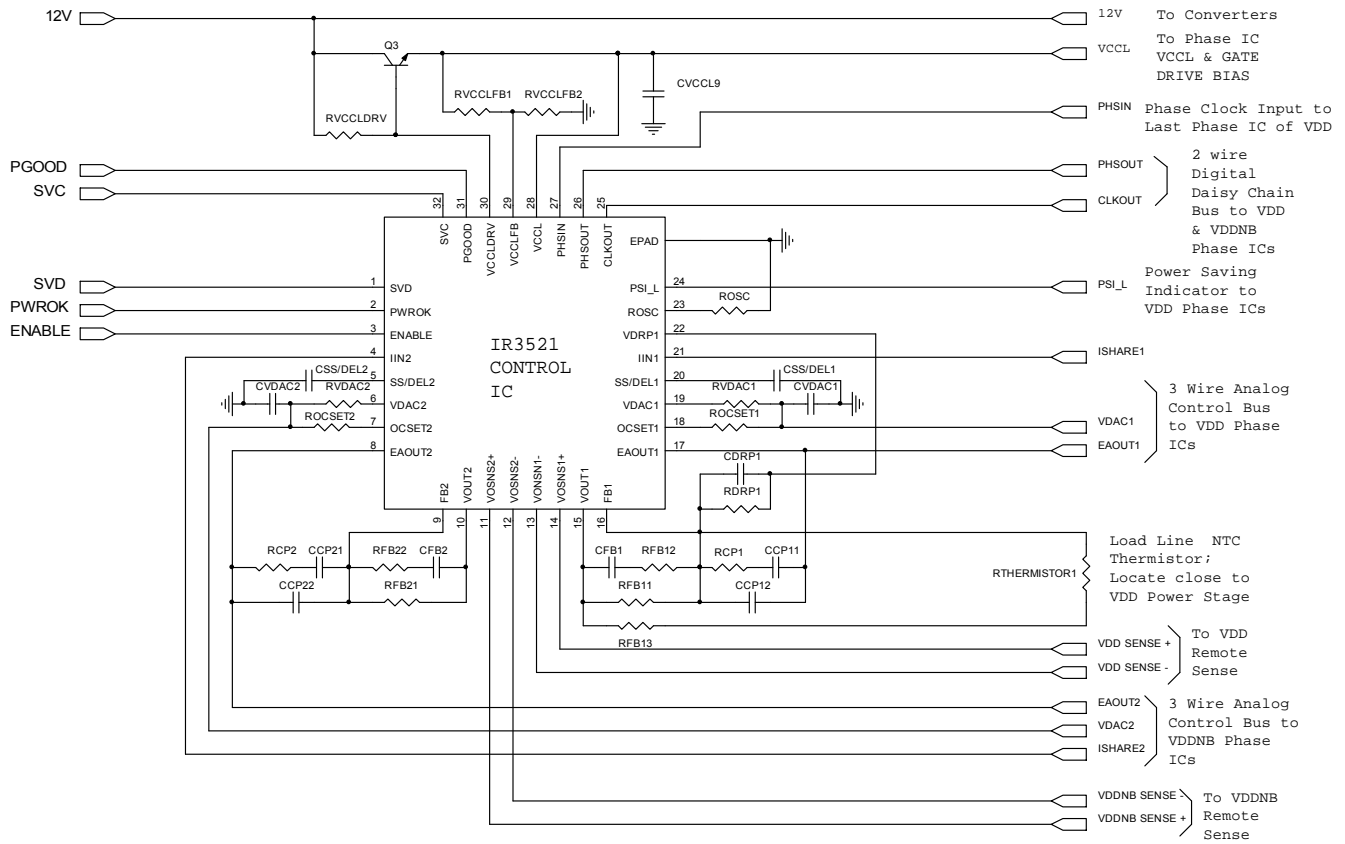 12V
12V To Converters
Q3
VCCL To Phase IC
VCCL & GATE
DRIVE BIAS
CVCCL9
RVCCLFB1 RVCCLFB2
RVCCLDRV
PHSIN Phase Clock Input to
Last Phase IC of VDD
PGOOD
SVC
PHSOUT
CLKOUT
2 wire
Digital
Daisy Chain
Bus to VDD
& VDDNB
Phase ICs
32 31 30 29 28 27 26 25
SVC PGOOD VCCLDRV VCCLFB VCCL PHSIN PHSOUT CLKOUT
EPAD
SVD 1 SVD
PWROK 2 PWROK
ENABLE 3 ENABLE
4 IIN2
5 SS/DEL2
6 VDAC2
7 OCSET2
8 EAOUT2
IR3521
CONTROL
IC
PSI_L 24
ROSC 23 ROSC
VDRP1 22
IIN1 21
SS/DEL1 20
VDAC1 19
OCSET1 18
EAOUT1 17
PSI_L Power Saving
Indicator to
VDD Phase ICs
ISHARE1
CSS/DEL2
CVDAC2 RVDAC2
ROCSET2
CSS/DEL1
RVDAC1 CVDAC1
ROCSET1
VDAC1
EAOUT1
3 Wire Analog
Control Bus
to VDD Phase
ICs
FB2 VOUT2 VOSNS2+ VOSNS2- VONSN1- VOSNS1+ VOUT1 FB1
9 10 11 12 13 14 15 16
CDRP1
RDRP1
RCP2 CCP21 RFB22 CFB2
CCP22 RFB21
CFB1 RFB12 RCP1 CCP11
RFB11 CCP12
RFB13
RTHERMISTOR1
Load Line NTC
Thermistor;
Locate close to
VDD Power Stage
VDD SENSE +
VDD SENSE -
To VDD
Remote
Sense
EAOUT2
VDAC2
ISHARE2
3 Wire Analog
Control Bus to
VDDNB Phase
ICs
VDDNB SENSE -
VDDNB SENSE +
To VDDNB
Remote
Sense